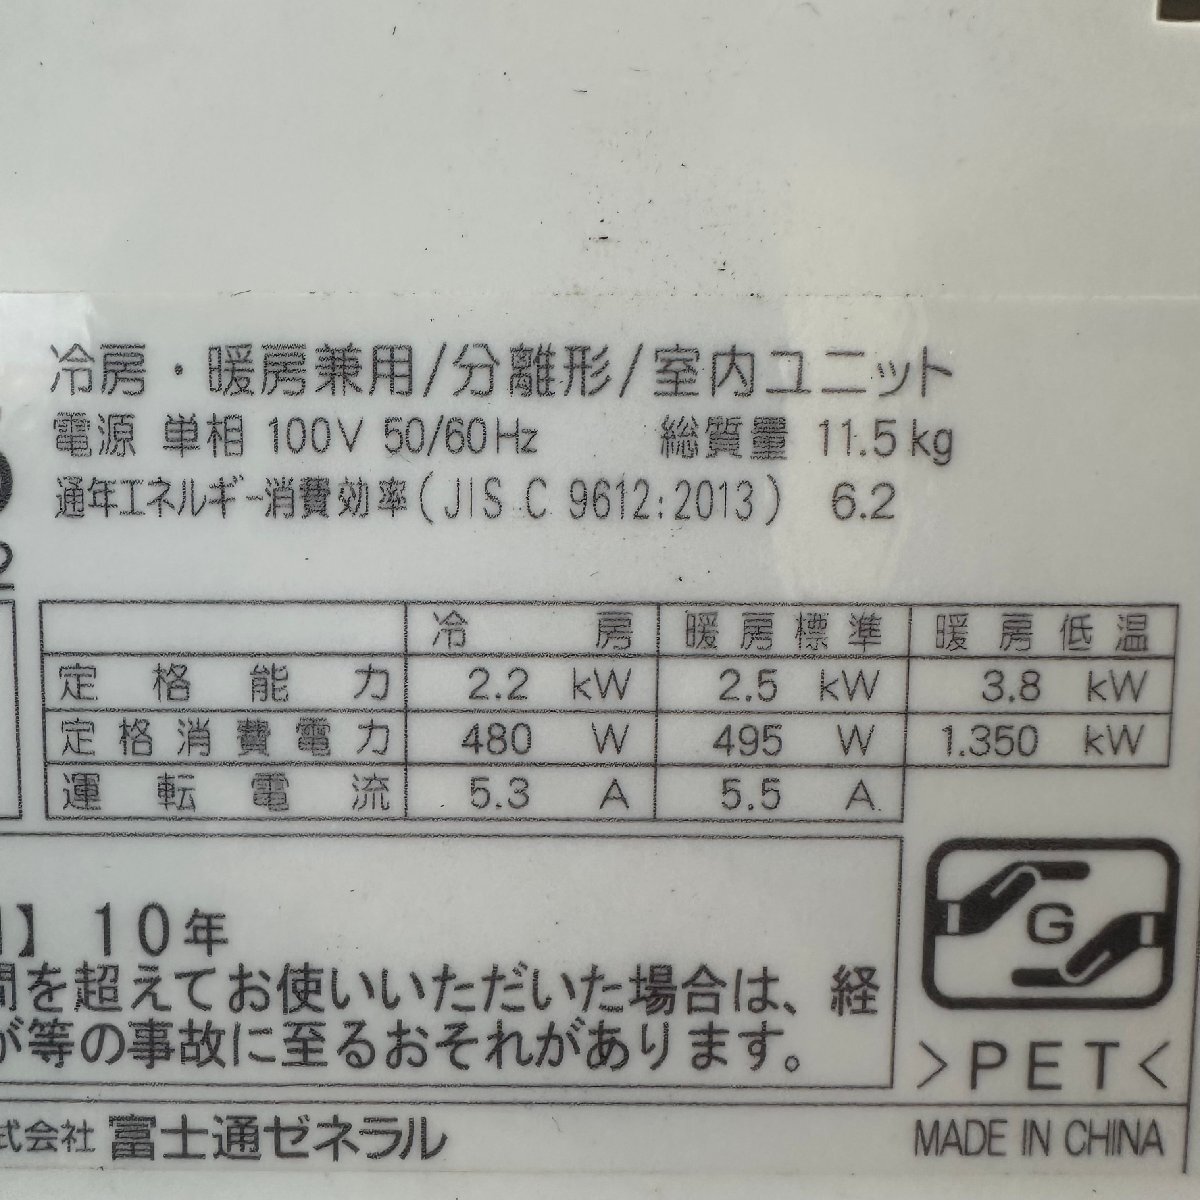 冷房・暖房兼用/分離形/室内ユニット
電源 単相 100V 50/60Hz 総質量 11.5kg
通年エネルギー消費効率(JIS C 9612:2013) 6.2
冷房 暖房標準 暖房低温
定格能力 2.2 kW 2.5 kW 3.8 kW
定格消費電力 480 W 495 W 1.350 kW
運転電流 5.3 A 5.5 A
】 10年
間を超えてお使いいただいた場合は、経
が等の事故に至るおそれがあります。
G
>PET<
式会社 富士通ゼネラル
MADE IN CHINA